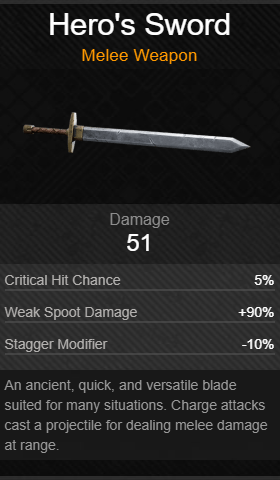 Hero's Sword
Melee Weapon
Damage
51
Critical Hit Chance 5%
Weak Spoot Damage +90%
Stagger Modifier -10%
An ancient, quick, and versatile blade
suited for many situations. Charge attacks
cast a projectile for dealing melee damage
at range.